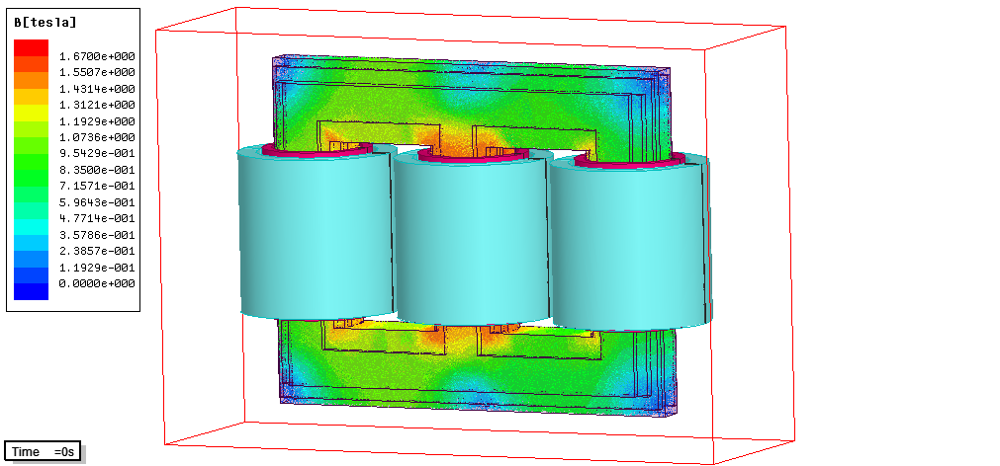 B[tesla]
1.6700e+000
1.5507e+000
1.4314e+000
1.3121e+000
1.1929e+000
1.0736e+000
9.5429e-001
8.3500e-001
7.1571e-001
5.9643e-001
4.7714e-001
3.5786e-001
2.3857e-001
1.1929e-001
0.0000e+000
Time =0s